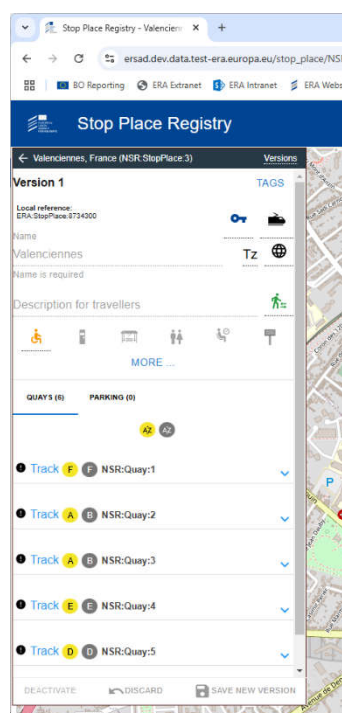 Stop Place Registry - Valencienn
ersad.dev.data.test-era.europa.eu/stop_place/NS
BO Reporting ERA Extranet ERA Intranet ERA Webs
Stop Place Registry
Valenciennes, France (NSR:StopPlace:3) Versions
Version 1 TAGS
Local reference:
ERA:StopPlace:8734300
Name
Valenciennes Tz
Name is required
Description for travellers
MORE ...
QUAYS (6) PARKING (0)
AZ AZ
Track F F NSR:Quay:1
Track A B NSR:Quay:2
Track A B NSR:Quay:3
Track E E NSR:Quay:4
Track D D NSR:Quay:5
DEACTIVATE DISCARD SAVE NEW VERSION
P